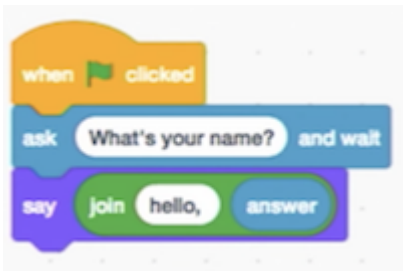 when clicked
ask What's your name? and wait
say join hello, answer